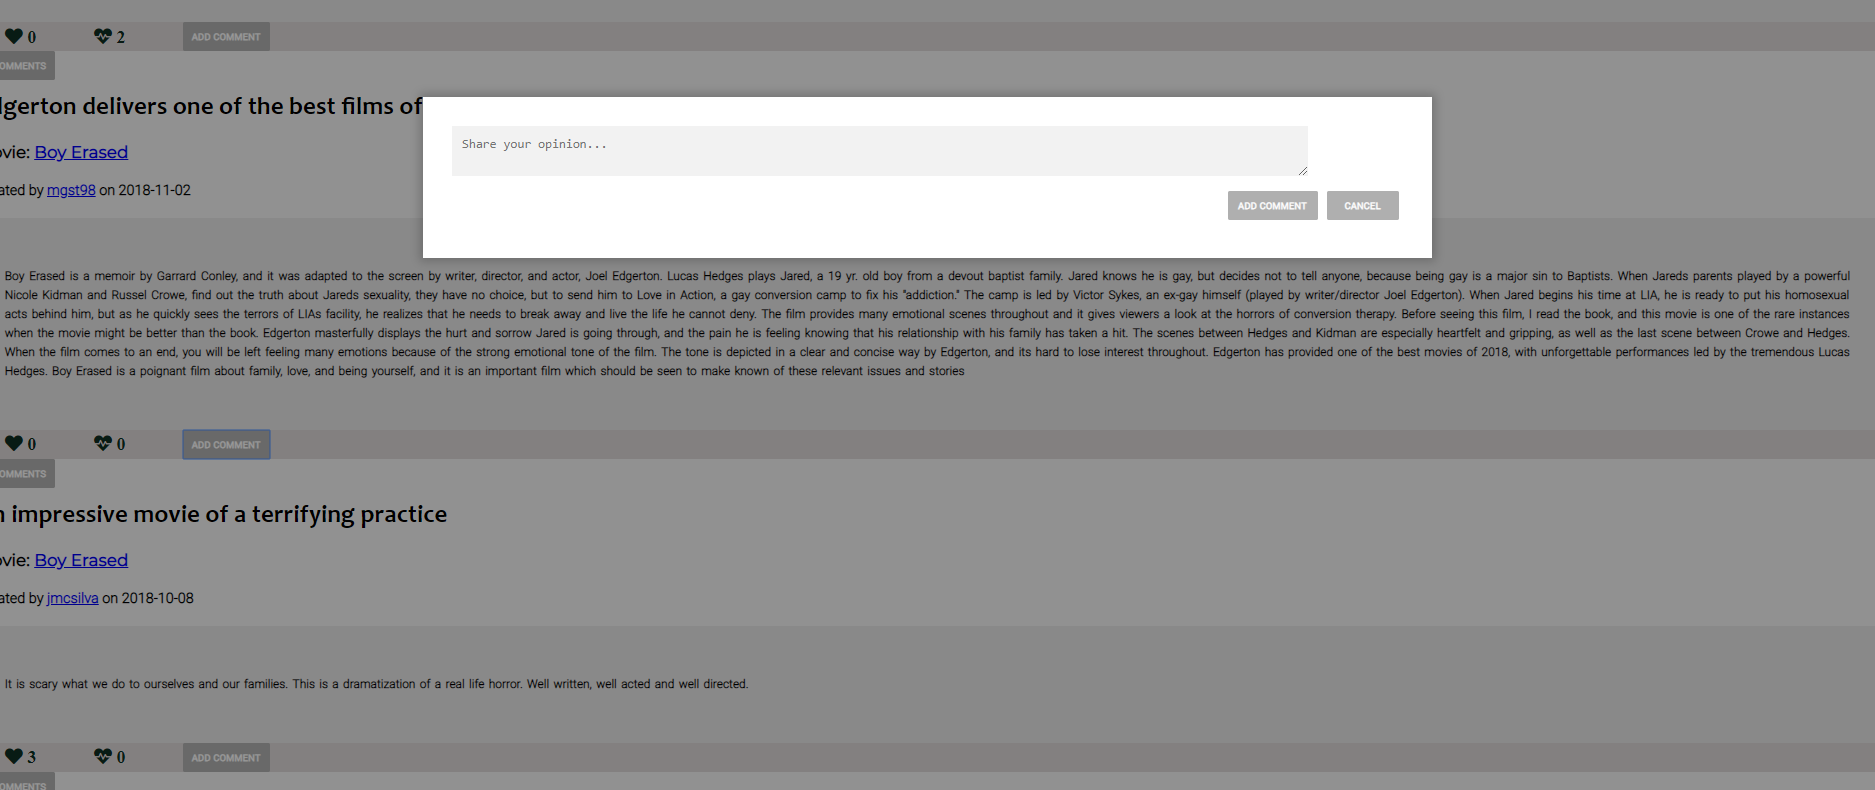 0 2 ADD COMMENT
OMMENTS
dgerton delivers one of the best films of
Share your opinion...
ovie: Boy Erased
ated by mgst98 on 2018-11-02
ADD COMMENT CANCEL
Boy Erased is a memoir by Garrard Conley, and it was adapted to the screen by writer, director, and actor, Joel Edgerton. Lucas Hedges plays Jared, a 19 yr. old boy from a devout baptist family. Jared knows he is gay, but decides not to tell anyone, because being gay is a major sin to Baptists. When Jareds parents played by a powerful
Nicole Kidman and Russel Crowe, find out the truth about Jareds sexuality, they have no choice, but to send him to Love in Action, a gay conversion camp to fix his "addiction." The camp is led by Victor Sykes, an ex-gay himself (played by writer/director Joel Edgerton). When Jared begins his time at LIA, he is ready to put his homosexual
acts behind him, but as he quickly sees the terrors of LIAs facility, he realizes that he needs to break away and live the life he cannot deny. The film provides many emotional scenes throughout and it gives viewers a look at the horrors of conversion therapy. Before seeing this film, I read the book, and this movie is one of the rare instances
when the movie might be better than the book. Edgerton masterfully displays the hurt and sorrow Jared is going through, and the pain he is feeling knowing that his relationship with his family has taken a hit. The scenes between Hedges and Kidman are especially heartfelt and gripping, as well as the last scene between Crowe and Hedges.
When the film comes to an end, you will be left feeling many emotions because of the strong emotional tone of the film. The tone is depicted in a clear and concise way by Edgerton, and its hard to lose interest throughout. Edgerton has provided one of the best movies of 2018, with unforgettable performances led by the tremendous Lucas
Hedges. Boy Erased is a poignant film about family, love, and being yourself, and it is an important film which should be seen to make known of these relevant issues and stories
0 0 ADD COMMENT
OMMENTS
n impressive movie of a terrifying practice
ovie: Boy Erased
ated by jmcsilva on 2018-10-08
It is scary what we do to ourselves and our families. This is a dramatization of a real life horror. Well written, well acted and well directed.
3 0 ADD COMMENT
OMMENTS